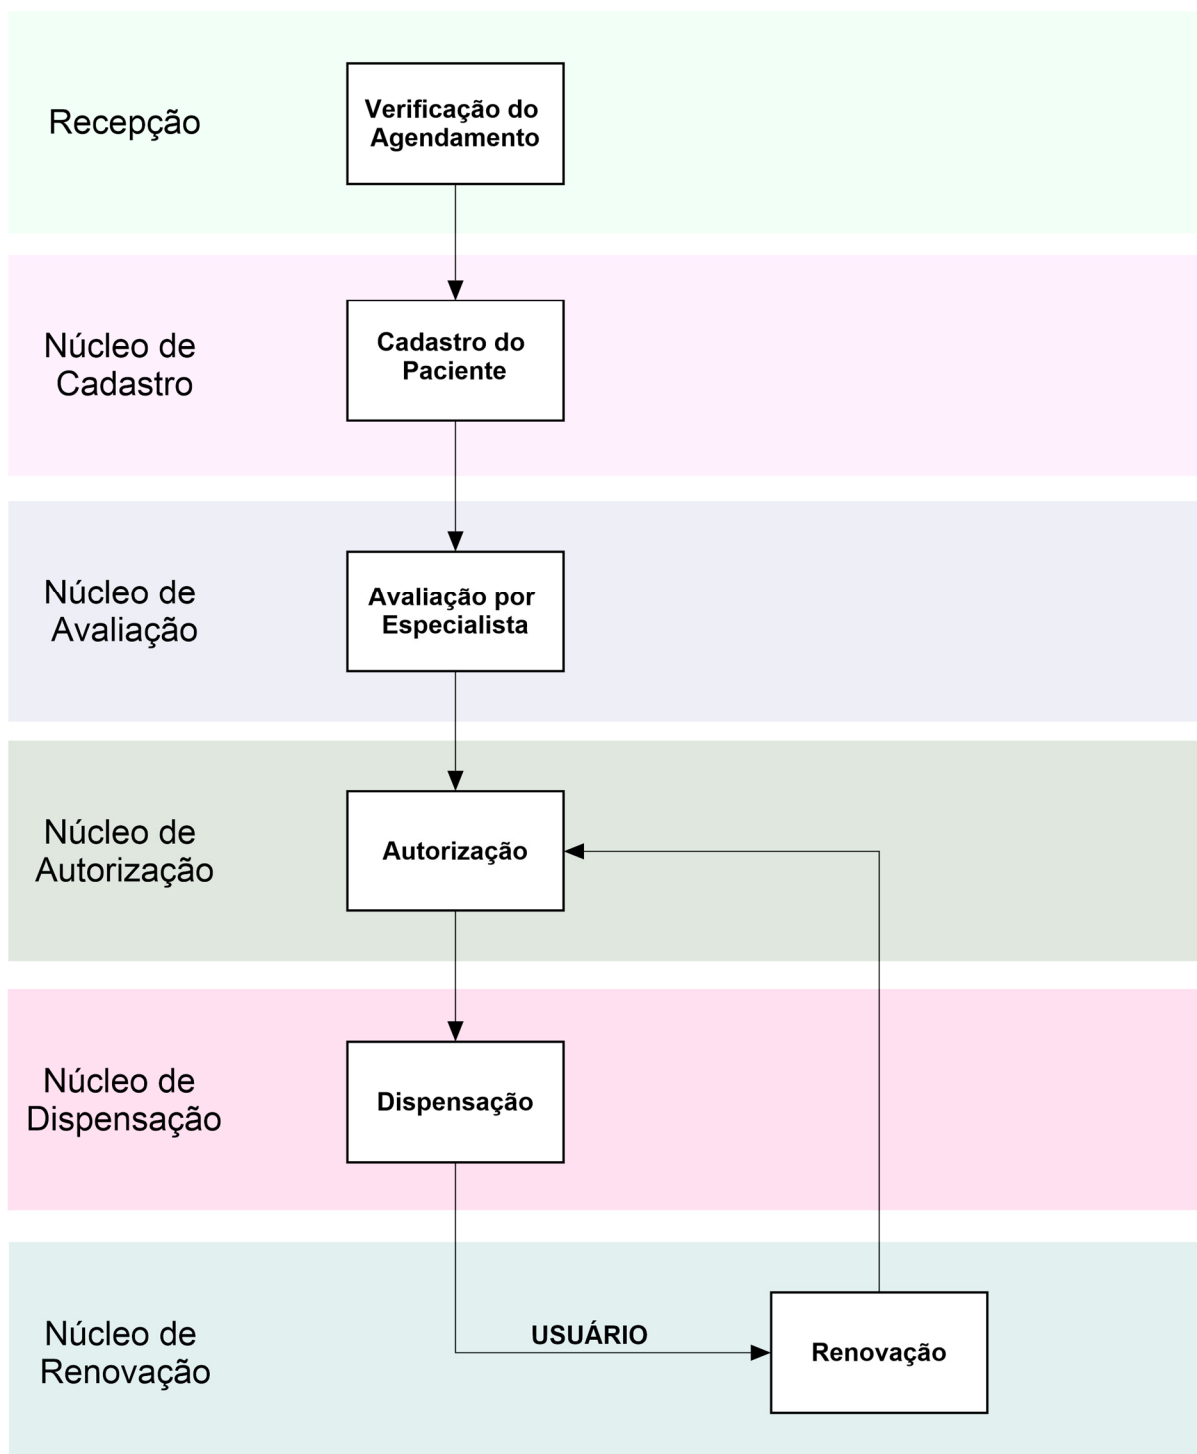 Recepção
Verificação do
Agendamento
Núcleo de
Cadastro
Cadastro do
Paciente
Núcleo de
Avaliação
Avaliação por
Especialista
Núcleo de
Autorização
Autorização
Núcleo de
Dispensação
Dispensação
Núcleo de
Renovação
USUÁRIO
Renovação